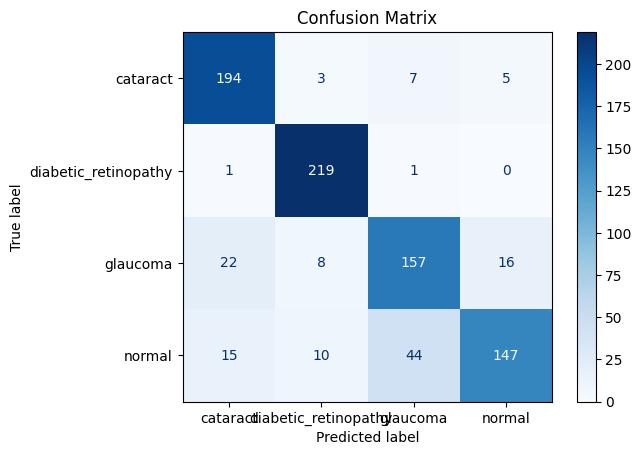 Confusion Matrix
True label
cataract 194 3 7 5
diabetic_retinopathy 1 219 1 0
glaucoma 22 8 157 16
normal 15 10 44 147
cataract diabetic_retinopathy glaucoma normal
Predicted label
200
175
150
125
100
75
50
25
0